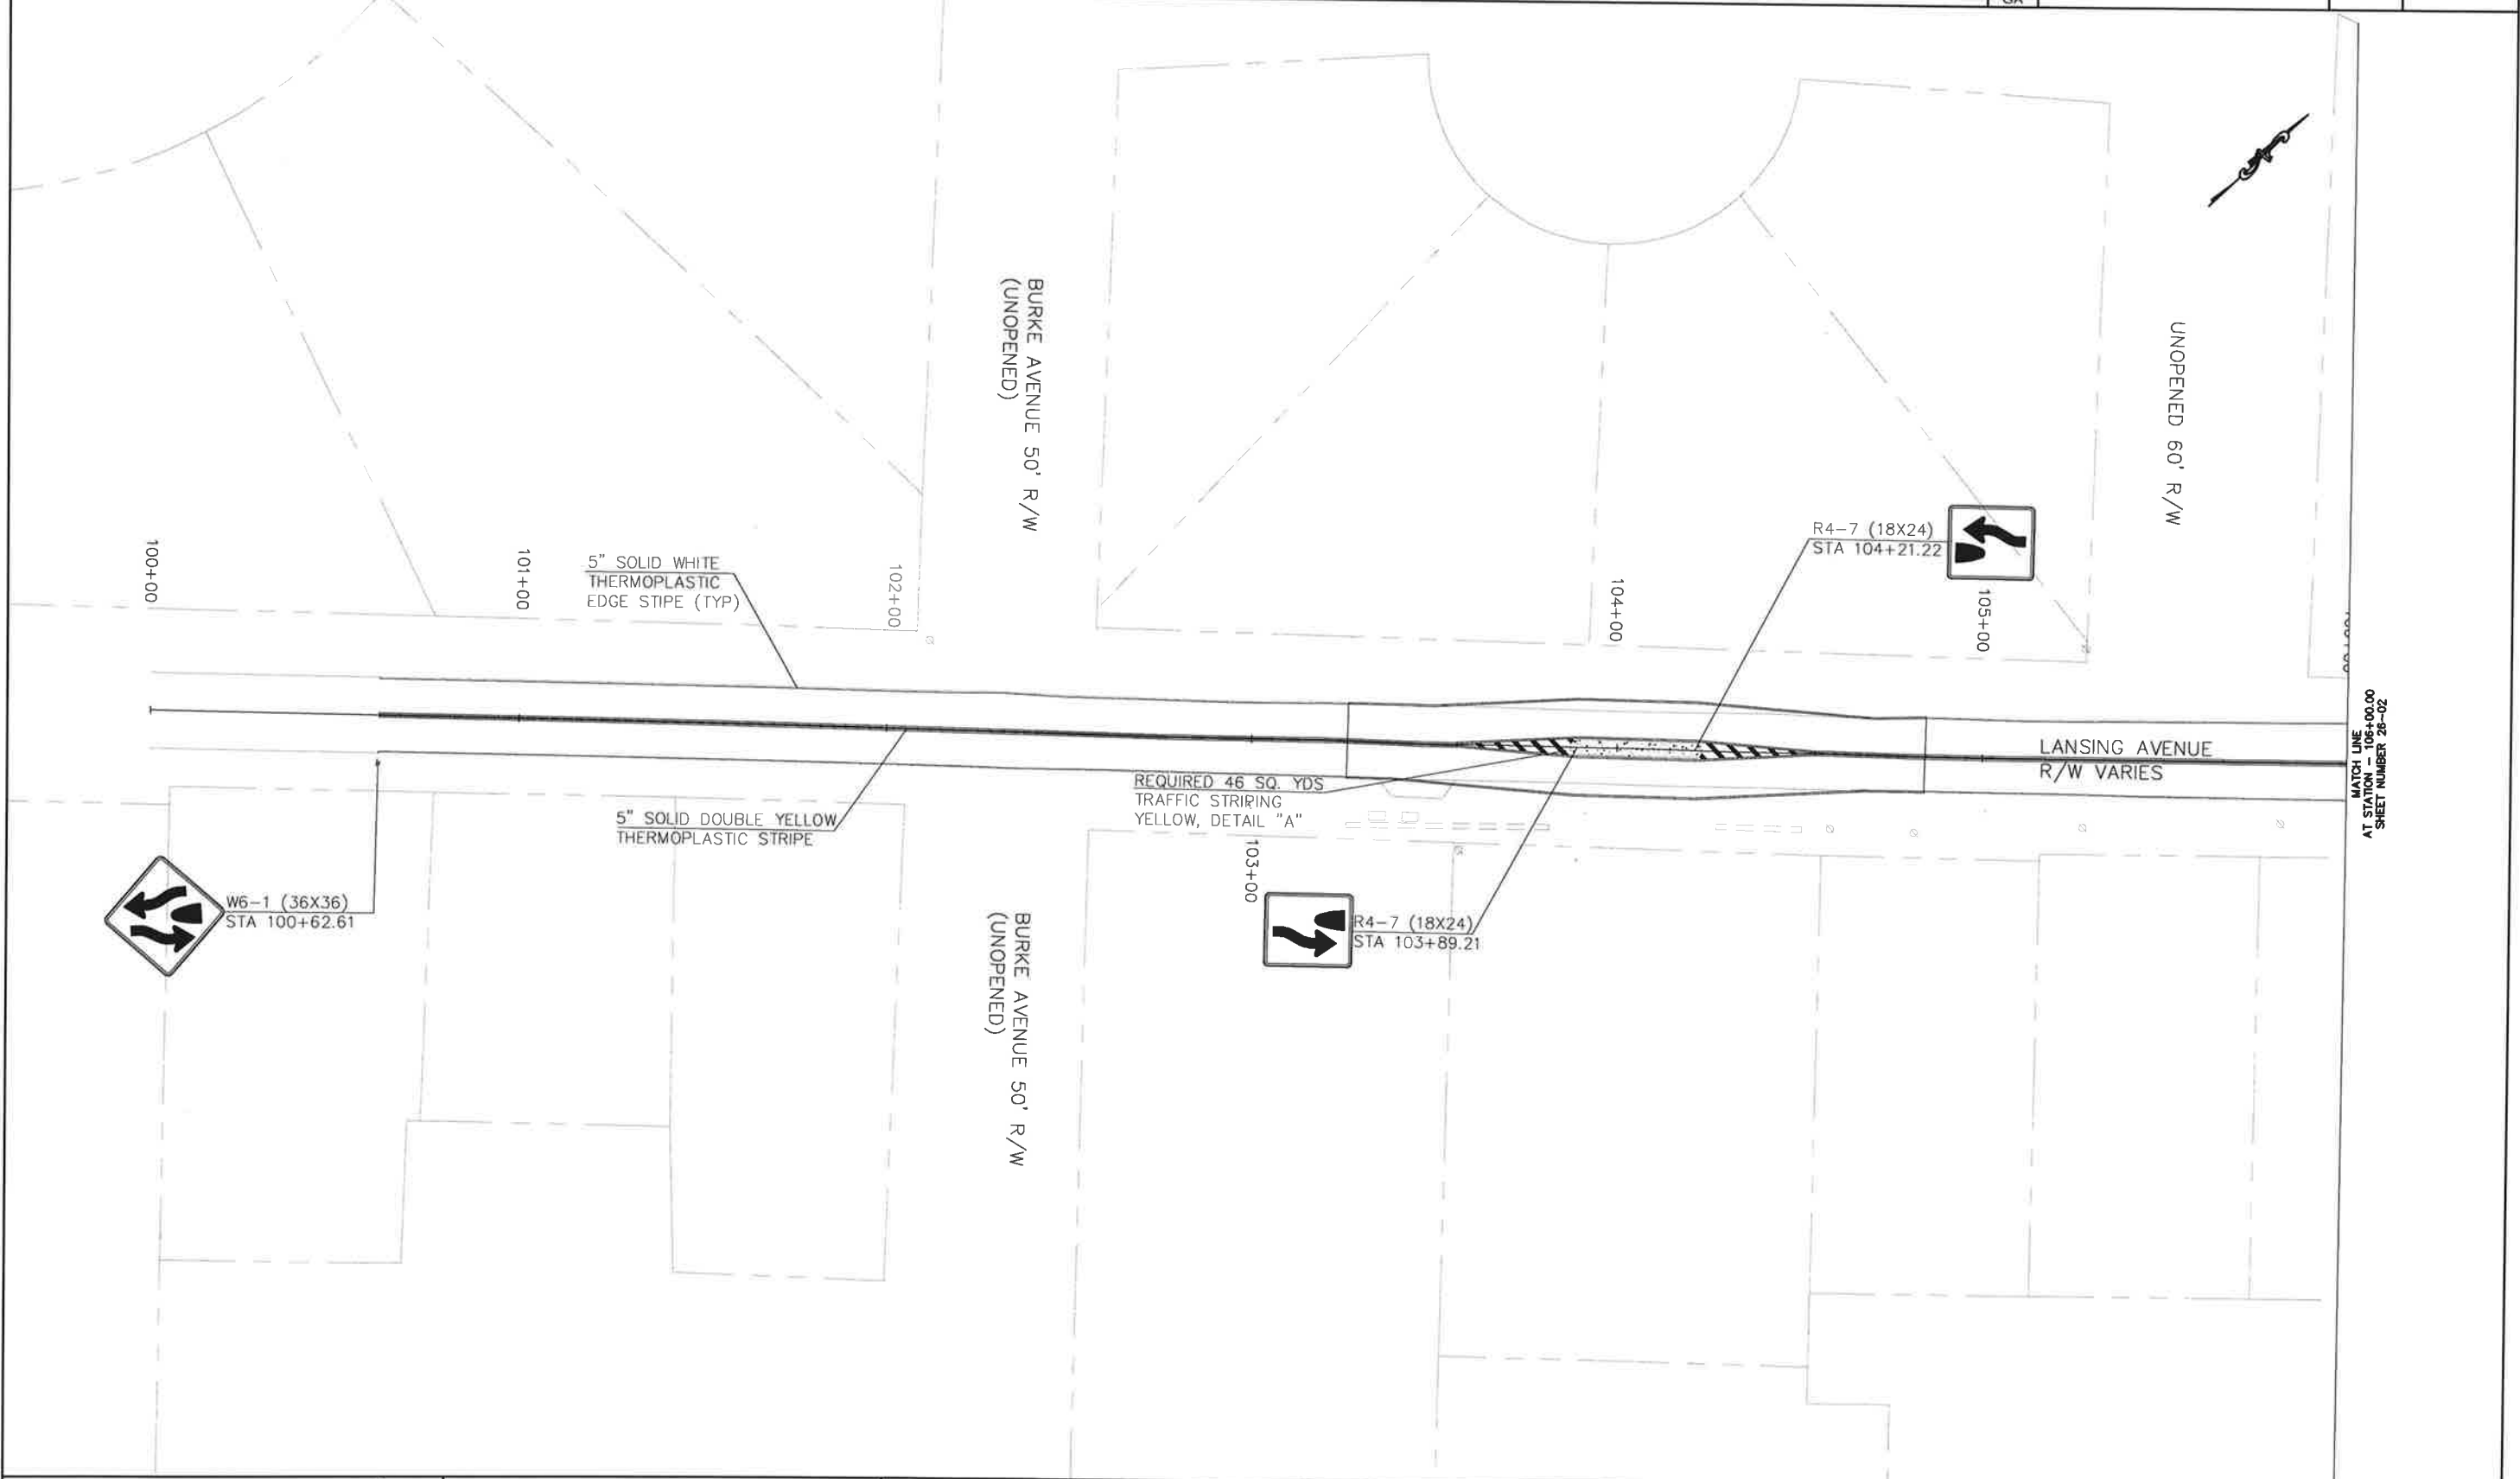 GA
BURKE AVENUE 50' R/W
(UNOPENED)
UNOPENED 60' R/W
R4-7 (18X24)
STA 104+21.22
100+00
101+00
5" SOLID WHITE
THERMOPLASTIC
EDGE STIPE (TYP)
102+00
104+00
105+00
LANSING AVENUE
R/W VARIES
MATCH LINE
AT STATION - 106+00.00
SHEET NUMBER 26-02
REQUIRED 46 SQ. YDS
TRAFFIC STRIPING
YELLOW, DETAIL "A"
5" SOLID DOUBLE YELLOW
THERMOPLASTIC STRIPE
103+00
W6-1 (36X36)
STA 100+62.61
R4-7 (18X24)
STA 103+89.21
BURKE AVENUE 50' R/W
(UNOPENED)